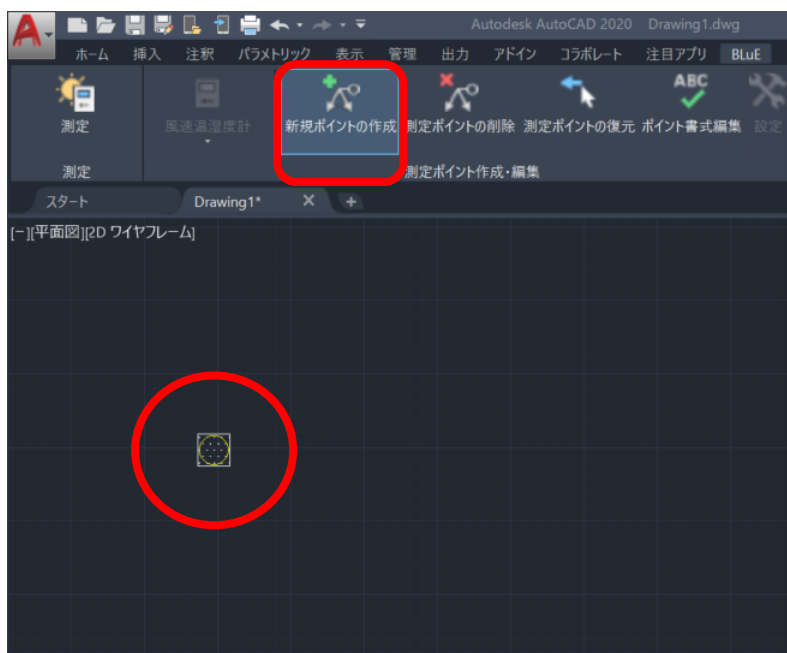 Autodesk AutoCAD 2020 Drawing1.dwg
ホーム 挿入 注釈 パラメトリック 表示 管理 出力 アドイン コラボレート 注目アプリ BLuE
ABC
測定 風速温湿度計 新規ポイントの作成 測定ポイントの削除 測定ポイントの復元 ポイント書式編集 設定
測定 測定ポイント作成・編集
スタート Drawing1*
[−][平面図][2D ワイヤフレーム]